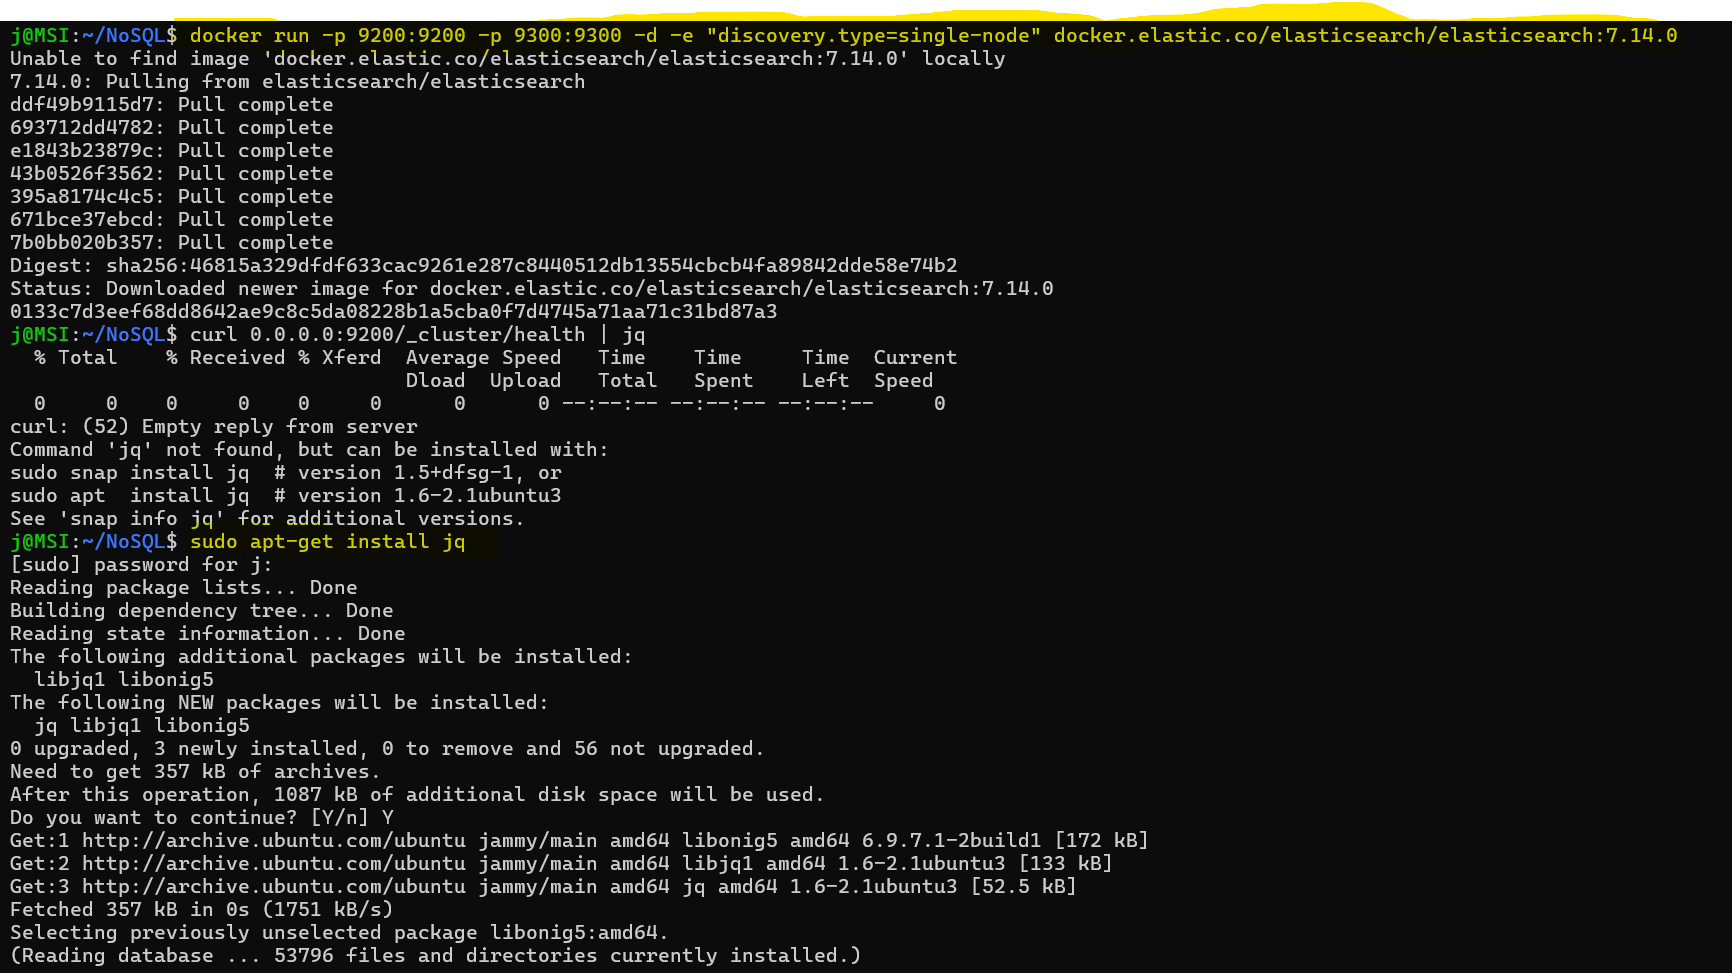 j@MSI:~/NoSQL$ docker run -p 9200:9200 -p 9300:9300 -d -e "discovery.type=single-node" docker.elastic.co/elasticsearch/elasticsearch:7.14.0
Unable to find image 'docker.elastic.co/elasticsearch/elasticsearch:7.14.0' locally
7.14.0: Pulling from elasticsearch/elasticsearch
ddf49b9115d7: Pull complete
693712dd4782: Pull complete
e1843b23879c: Pull complete
43b0526f3562: Pull complete
395a8174c4c5: Pull complete
671bce37ebcd: Pull complete
7b0bb020b357: Pull complete
Digest: sha256:46815a329dfdf633cac9261e287c8440512db13554cbcb4fa89842dde58e74b2
Status: Downloaded newer image for docker.elastic.co/elasticsearch/elasticsearch:7.14.0
0133c7d3eef68dd8642ae9c8c5da08228b1a5cba0f7d4745a71aa71c31bd87a3
j@MSI:~/NoSQL$ curl 0.0.0.0:9200/_cluster/health | jq
  % Total    % Received % Xferd  Average Speed   Time    Time     Time  Current
                                 Dload  Upload   Total   Spent    Left  Speed
  0     0    0     0    0     0      0      0 --:--:-- --:--:-- --:--:--     0
curl: (52) Empty reply from server
Command 'jq' not found, but can be installed with:
sudo snap install jq  # version 1.5+dfsg-1, or
sudo apt  install jq  # version 1.6-2.1ubuntu3
See 'snap info jq' for additional versions.
j@MSI:~/NoSQL$ sudo apt-get install jq
[sudo] password for j:
Reading package lists... Done
Building dependency tree... Done
Reading state information... Done
The following additional packages will be installed:
  libjq1 libonig5
The following NEW packages will be installed:
  jq libjq1 libonig5
0 upgraded, 3 newly installed, 0 to remove and 56 not upgraded.
Need to get 357 kB of archives.
After this operation, 1087 kB of additional disk space will be used.
Do you want to continue? [Y/n] Y
Get:1 http://archive.ubuntu.com/ubuntu jammy/main amd64 libonig5 amd64 6.9.7.1-2build1 [172 kB]
Get:2 http://archive.ubuntu.com/ubuntu jammy/main amd64 libjq1 amd64 1.6-2.1ubuntu3 [133 kB]
Get:3 http://archive.ubuntu.com/ubuntu jammy/main amd64 jq amd64 1.6-2.1ubuntu3 [52.5 kB]
Fetched 357 kB in 0s (1751 kB/s)
Selecting previously unselected package libonig5:amd64.
(Reading database ... 53796 files and directories currently installed.)